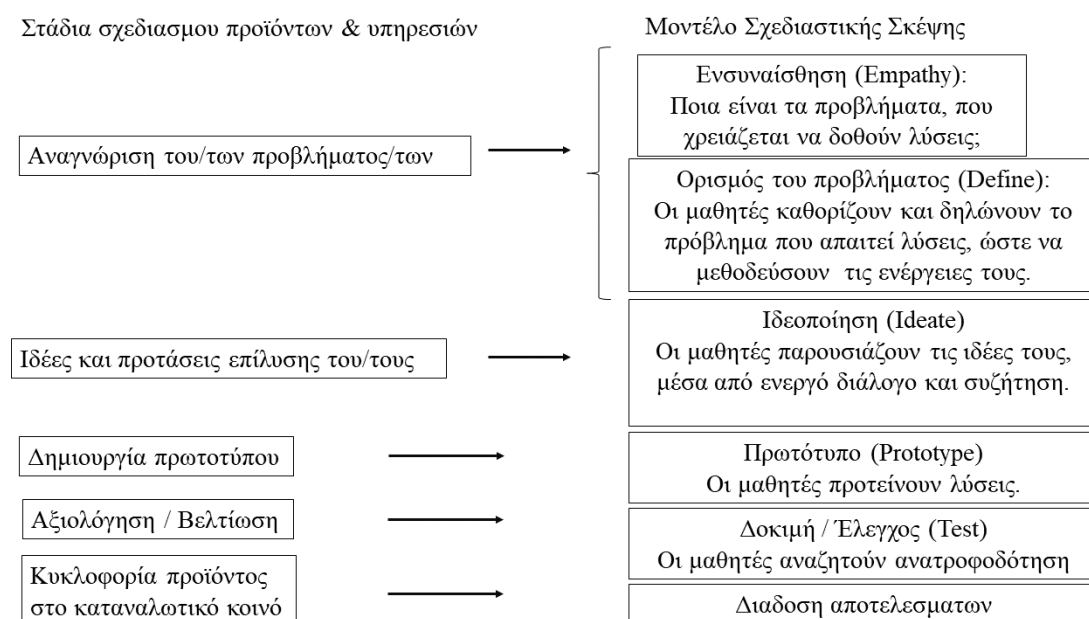 Στάδια σχεδιασμου προϊόντων & υπηρεσιών
Μοντέλο Σχεδιαστικής Σκέψης
Αναγνώριση του/των προβλήματος/των
Ενσυναίσθηση (Empathy):
Ποια είναι τα προβλήματα, που
χρειάζεται να δοθούν λύσεις;
Ορισμός του προβλήματος (Define):
Οι μαθητές καθορίζουν και δηλώνουν το
πρόβλημα που απαιτεί λύσεις, ώστε να
μεθοδεύσουν τις ενέργειες τους.
Ιδέες και προτάσεις επίλυσης του/τους
Ιδεοποίηση (Ideate)
Οι μαθητές παρουσιάζουν τις ιδέες τους,
μέσα από ενεργό διάλογο και συζήτηση.
Δημιουργία πρωτοτύπου
Πρωτότυπο (Prototype)
Οι μαθητές προτείνουν λύσεις.
Αξιολόγηση / Βελτίωση
Δοκιμή / Έλεγχος (Test)
Οι μαθητές αναζητούν ανατροφοδότηση
Κυκλοφορία προϊόντος
στο καταναλωτικό κοινό
Διαδοση αποτελεσματων